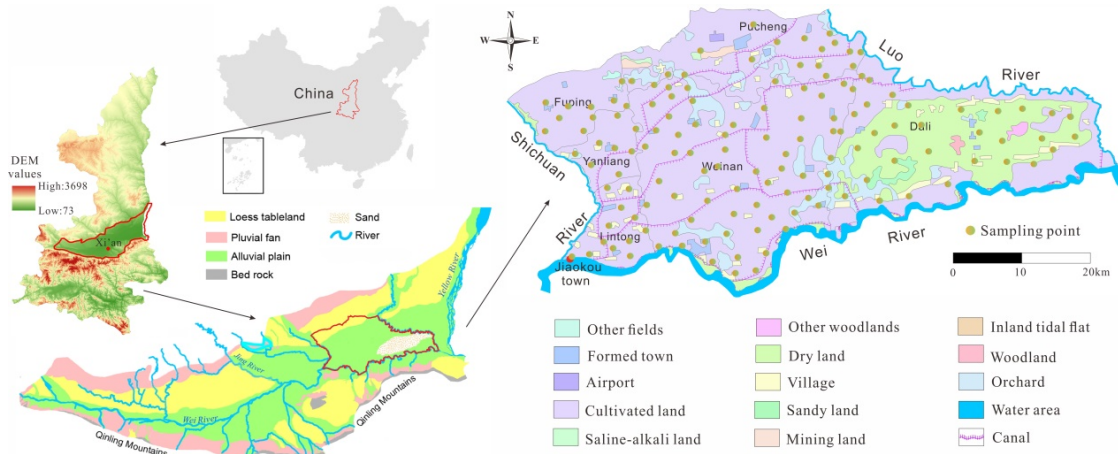 China
DEM
values
High:3698
Low:73
Xi'an
Loess tableland
Pluvial fan
Alluvial plain
Bed rock
Sand
River
Yellow River
Jing River
Wei River
Qinling Mountains
Qinling Mountains
N
W
E
S
Pucheng
Luo
River
Fuping
Dali
Shichuan
River
Yanliang
Weinan
Lintong
Jiaokou
town
Wei
River
Sampling point
0
10
20km
Other fields
Formed town
Airport
Cultivated land
Saline-alkali land
Other woodlands
Dry land
Village
Sandy land
Mining land
Inland tidal flat
Woodland
Orchard
Water area
Canal